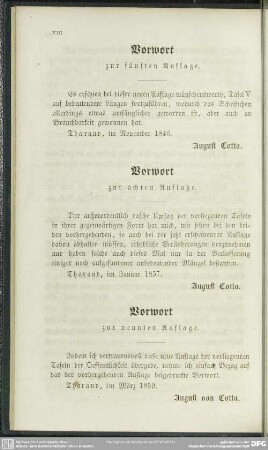 VIII
Vorwort
zur fünften Auflage.
Es erschien bei dieser neuen Auflage wünschenswerth, Tafel V
auf bedeutendere Längen fortzuführen, wodurch das Schriftchen
allerdings etwas umfänglicher geworden ist, aber auch an
Brauchbarkeit gewonnen hat.
Tharand, im November 1846.
August Cotta.
Vorwort
zur achten Auflage.
Der außerordentlich rasche Umsatz der vorliegenden Tafeln
in ihrer gegenwärtigen Form hat mich, wie schon bei den bei-
den vorhergehenden, so auch bei der jetzt erscheinenden Auflage
davon abhalten müssen, erhebliche Veränderungen vorzunehmen
und haben solche auch dieses Mal nur in der Verbesserung
einiger noch aufgefundener unbedeutender Mängel bestanden.
Tharand, im Januar 1857.
August Cotta.
Vorwort
zur neunten Auflage.
Indem ich vertrauensvoll diese neue Auflage der vorliegenden
Tafeln der Oeffentlichkeit übergebe, nehme ich einfach Bezug auf
das der vorhergehenden Auflage beigedruckte Vorwort.
Tharand, im März 1859.
August von Cotta.